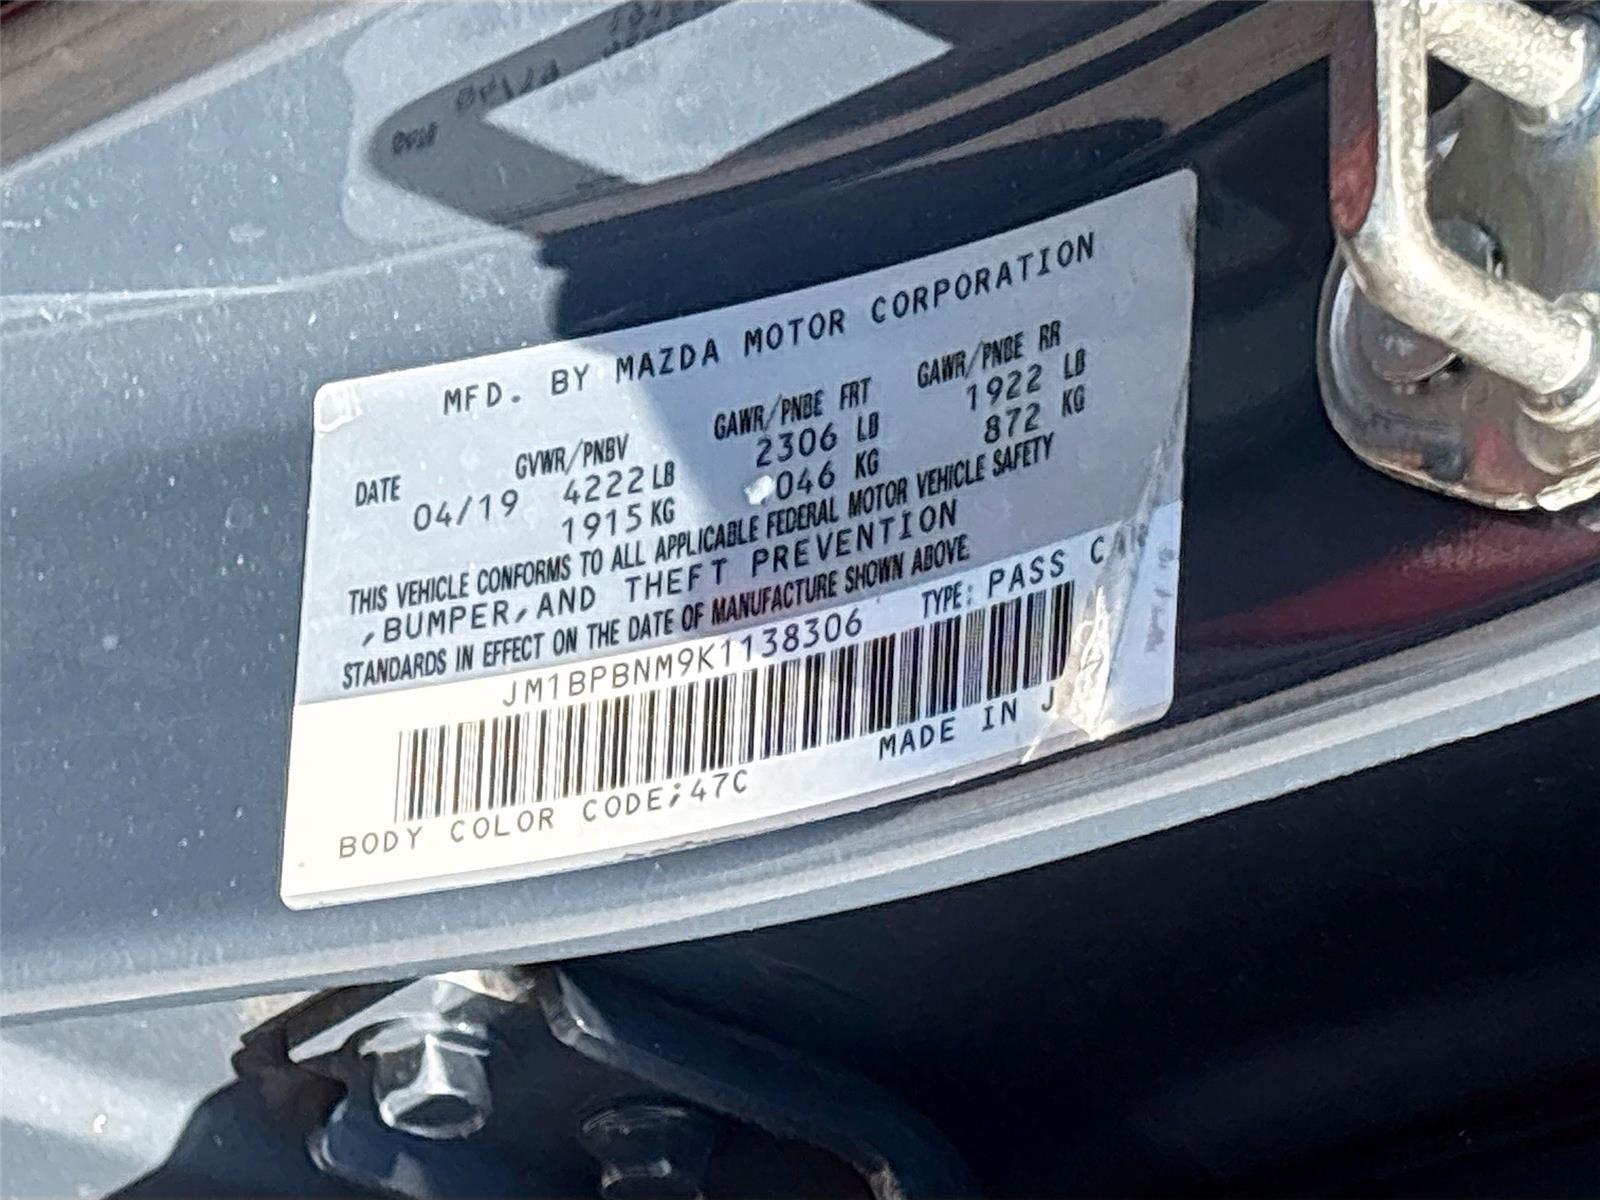 MFD. BY MAZDA MOTOR CORPORATION
DATE GVWR/PNBV GAWR/PNBE FRT GAWR/PNBE RR
04/19 4222 LB 2306 LB 1922 LB
1915 KG 046 KG 872 KG
THIS VEHICLE CONFORMS TO ALL APPLICABLE FEDERAL MOTOR VEHICLE SAFETY
, BUMPER, AND THEFT PREVENTION
STANDARDS IN EFFECT ON THE DATE OF MANUFACTURE SHOWN ABOVE.
JM1BPBNM9K1138306 TYPE: PASS
MADE IN
BODY COLOR CODE;47C